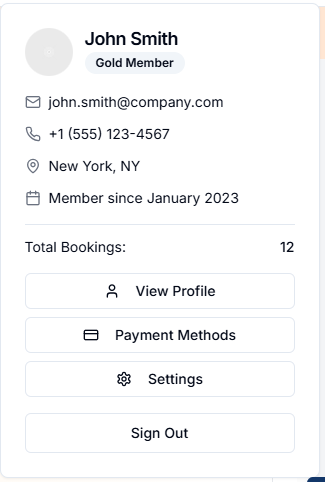 John Smith
Gold Member
john.smith@company.com
+1 (555) 123-4567
New York, NY
Member since January 2023
Total Bookings: 12
View Profile
Payment Methods
Settings
Sign Out